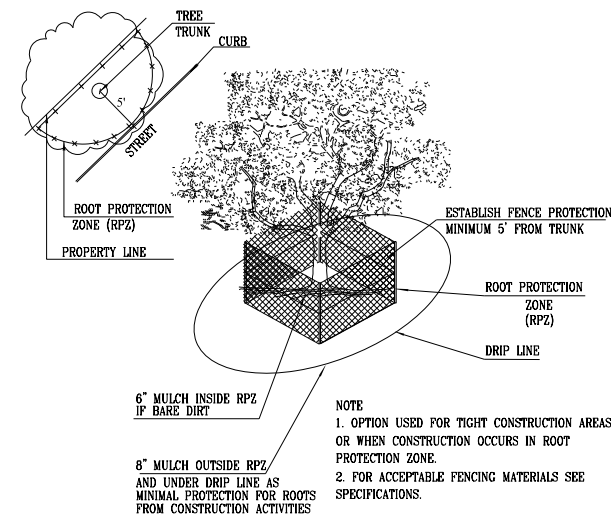 TREE
TRUNK
CURB
5'
STREET
ROOT PROTECTION
ZONE (RPZ)
PROPERTY LINE
ESTABLISH FENCE PROTECTION
MINIMUM 5' FROM TRUNK
ROOT PROTECTION
ZONE
(RPZ)
DRIP LINE
6" MULCH INSIDE RPZ
IF BARE DIRT
8" MULCH OUTSIDE RPZ
AND UNDER DRIP LINE AS
MINIMAL PROTECTION FOR ROOTS
FROM CONSTRUCTION ACTIVITIES
NOTE
1. OPTION USED FOR TIGHT CONSTRUCTION AREAS
OR WHEN CONSTRUCTION OCCURS IN ROOT
PROTECTION ZONE.
2. FOR ACCEPTABLE FENCING MATERIALS SEE
SPECIFICATIONS.